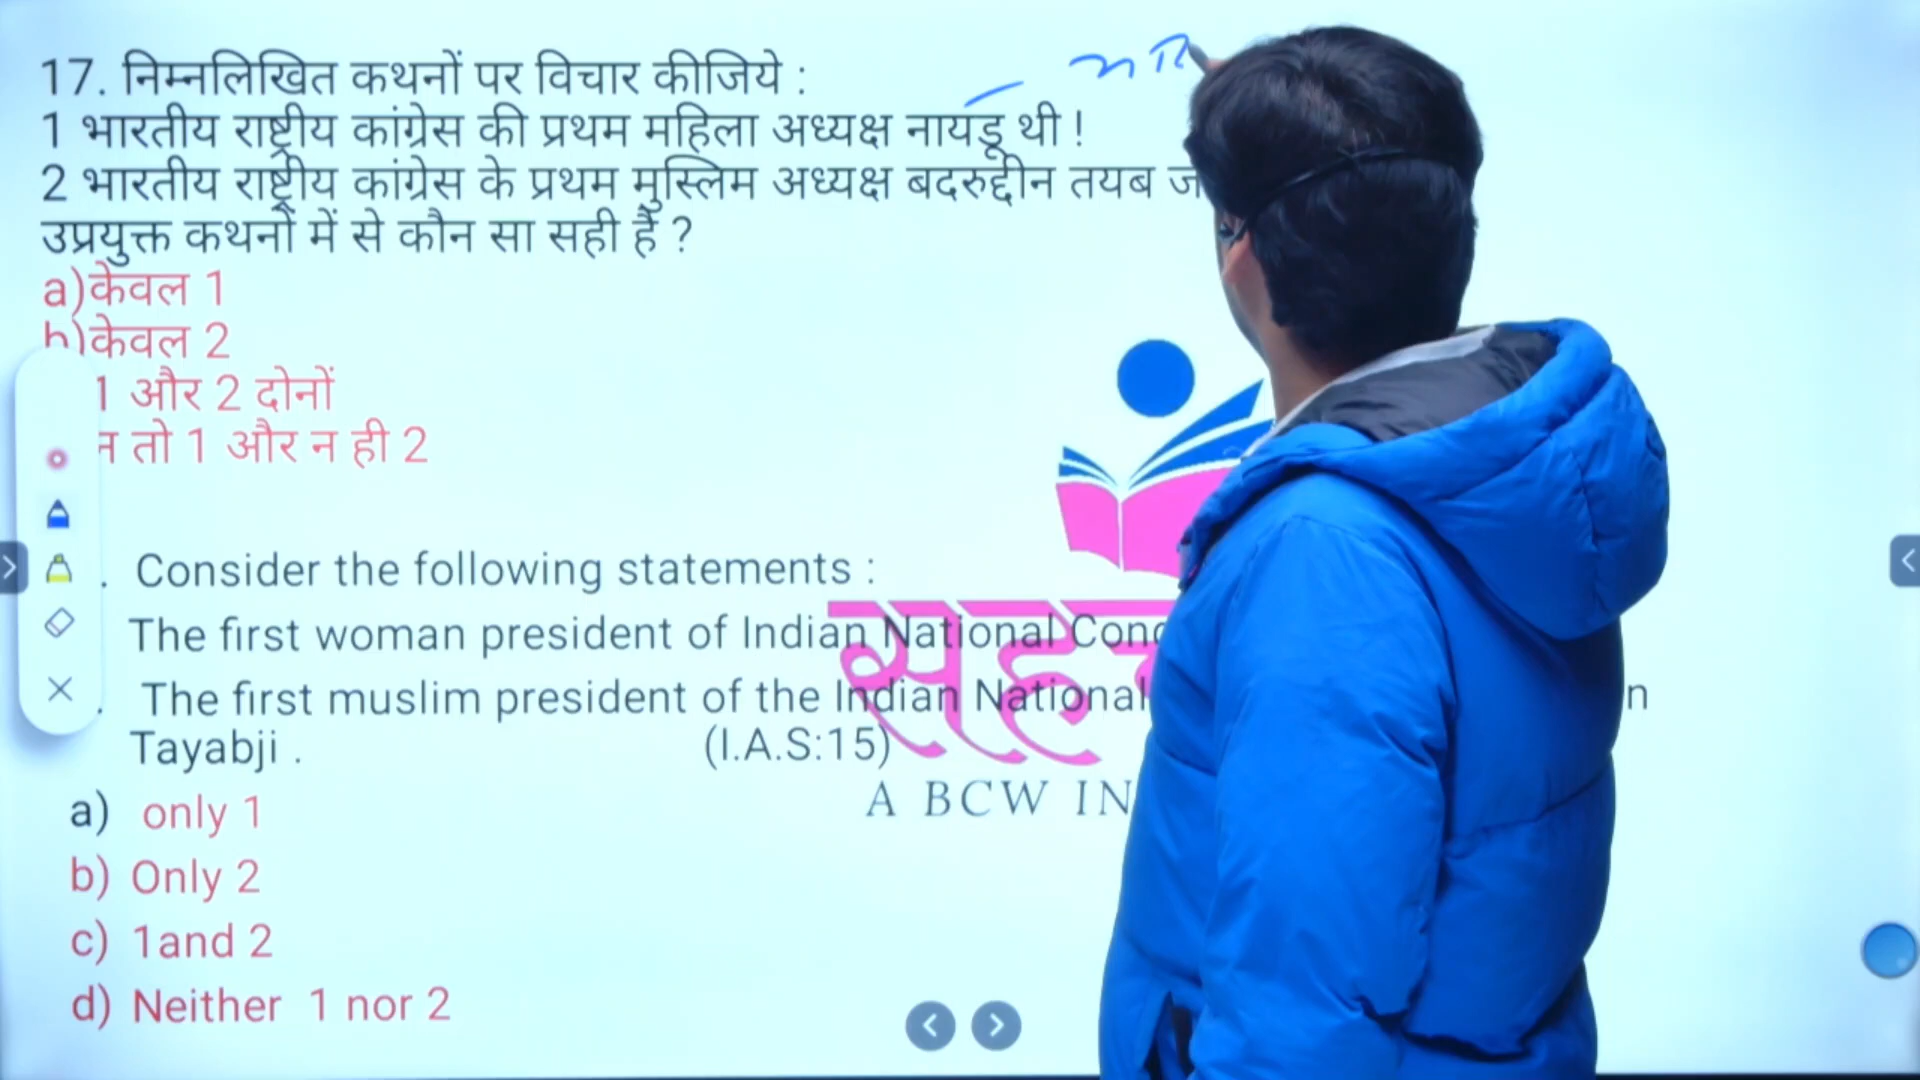 17. निम्नलिखित कथनों पर विचार कीजिये :
1 भारतीय राष्ट्रीय कांग्रेस की प्रथम महिला अध्यक्ष नायडू थी !
2 भारतीय राष्ट्रीय कांग्रेस के प्रथम मुस्लिम अध्यक्ष बदरुद्दीन तयब
उप्रयुक्त कथनों में से कौन सा सही है ?
a)केवल 1
b)केवल 2
1 और 2 दोनों
न तो 1 और न ही 2
. Consider the following statements :
The first woman president of Indian National
. The first muslim president of the Indian National
Tayabji . (I.A.S:15)
A BCW
a) only 1
b) Only 2
c) 1and 2
d) Neither 1 nor 2